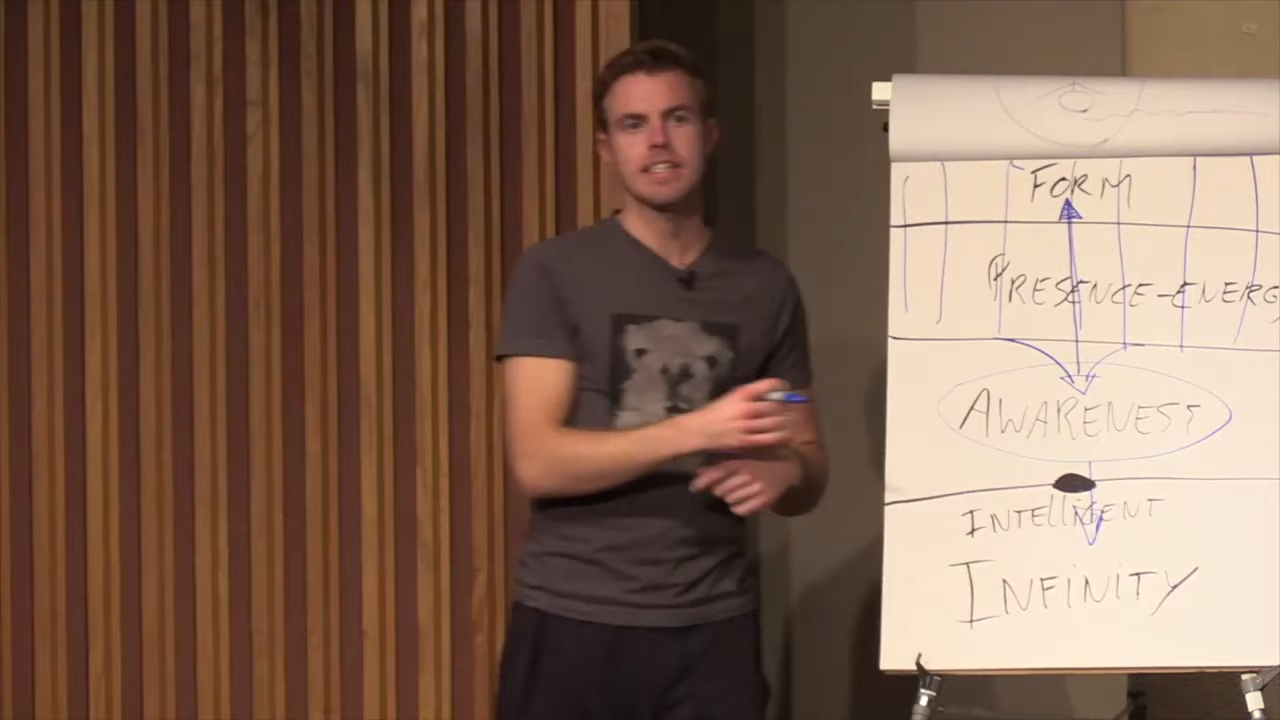 FORM
PRESENCE-ENERG
AWARENESS
INTELLIGENT
INFINITY